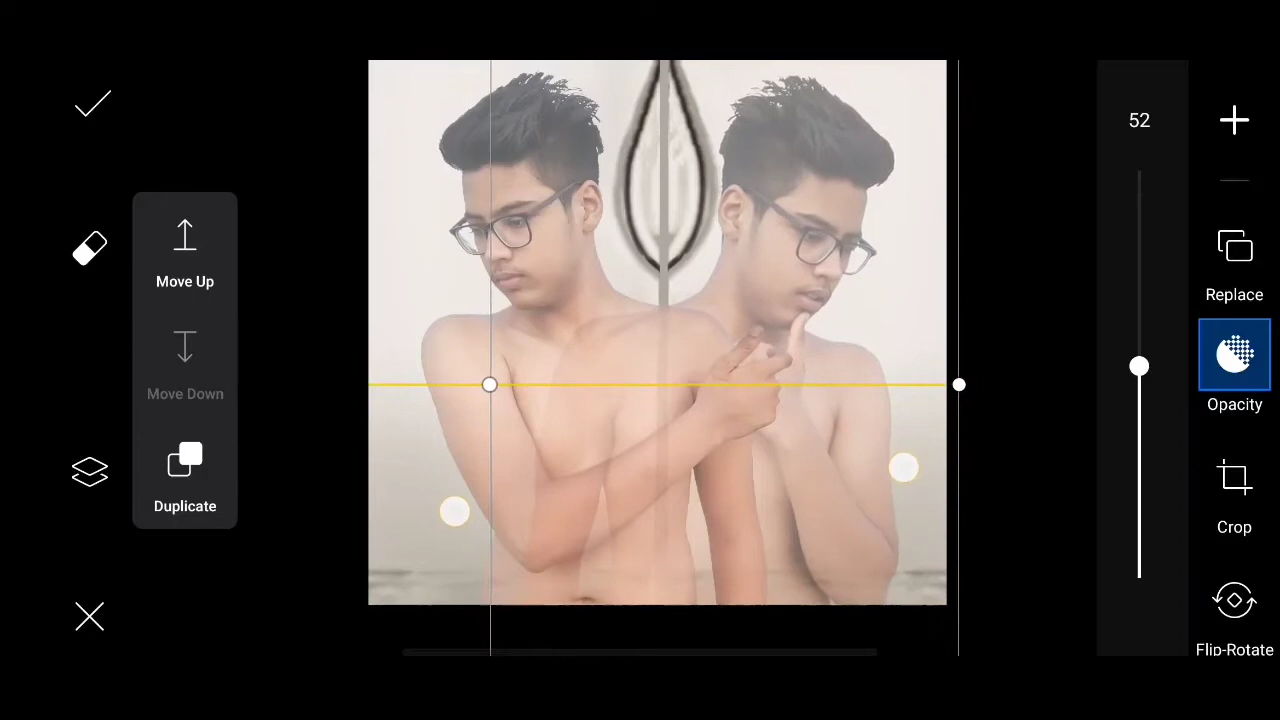 Move Up
Move Down
Duplicate
52
Replace
Opacity
Crop
Flip-Rotate